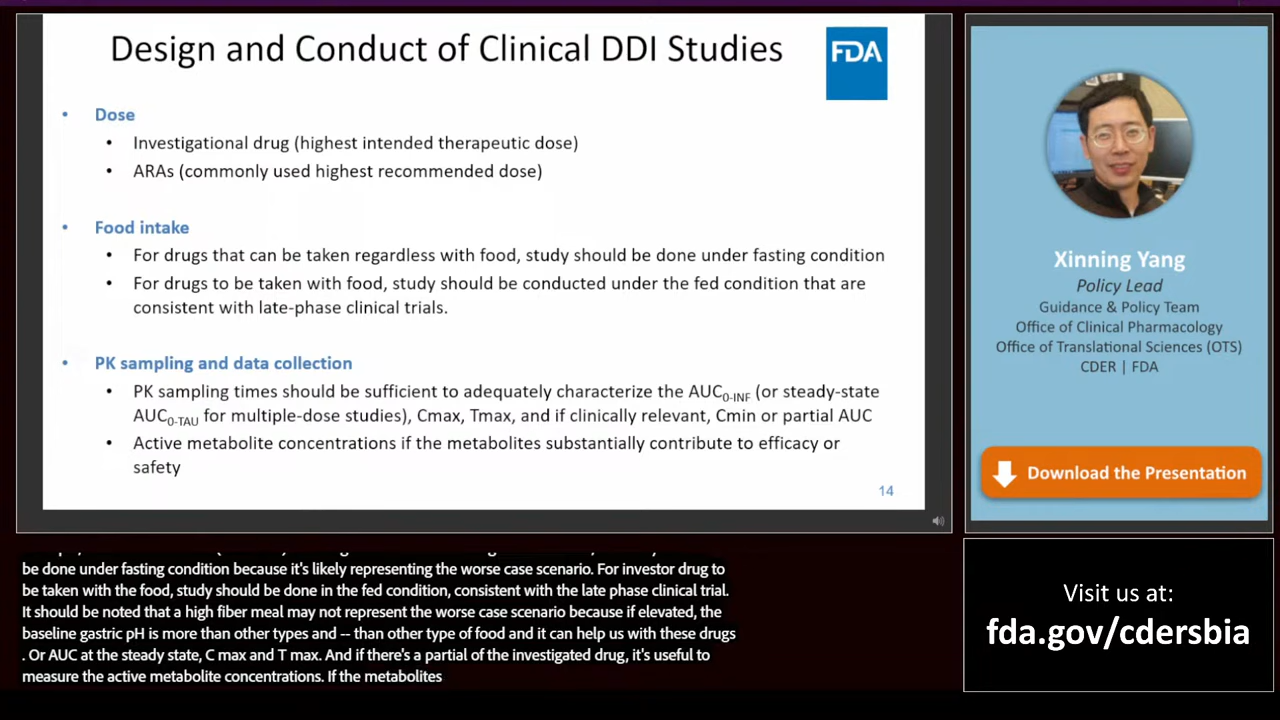 Design and Conduct of Clinical DDI Studies
FDA
• Dose
• Investigational drug (highest intended therapeutic dose)
• ARAs (commonly used highest recommended dose)
• Food intake
• For drugs that can be taken regardless with food, study should be done under fasting condition
• For drugs to be taken with food, study should be conducted under the fed condition that are
consistent with late-phase clinical trials.
• PK sampling and data collection
• PK sampling times should be sufficient to adequately characterize the AUC0-INF (or steady-state
AUC0-TAU for multiple-dose studies), Cmax, Tmax, and if clinically relevant, Cmin or partial AUC
• Active metabolite concentrations if the metabolites substantially contribute to efficacy or
safety
14
Xinning Yang
Policy Lead
Guidance & Policy Team
Office of Clinical Pharmacology
Office of Translational Sciences (OTS)
CDER | FDA
Download the Presentation
be done under fasting condition because it's likely representing the worse case scenario. For investor drug to
be taken with the food, study should be done in the fed condition, consistent with the late phase clinical trial.
It should be noted that a high fiber meal may not represent the worse case scenario because if elevated, the
baseline gastric pH is more than other types and -- than other type of food and it can help us with these drugs
. Or AUC at the steady state, C max and T max. And if there's a partial of the investigated drug, it's useful to
measure the active metabolite concentrations. If the metabolites
Visit us at:
fda.gov/cdersbia